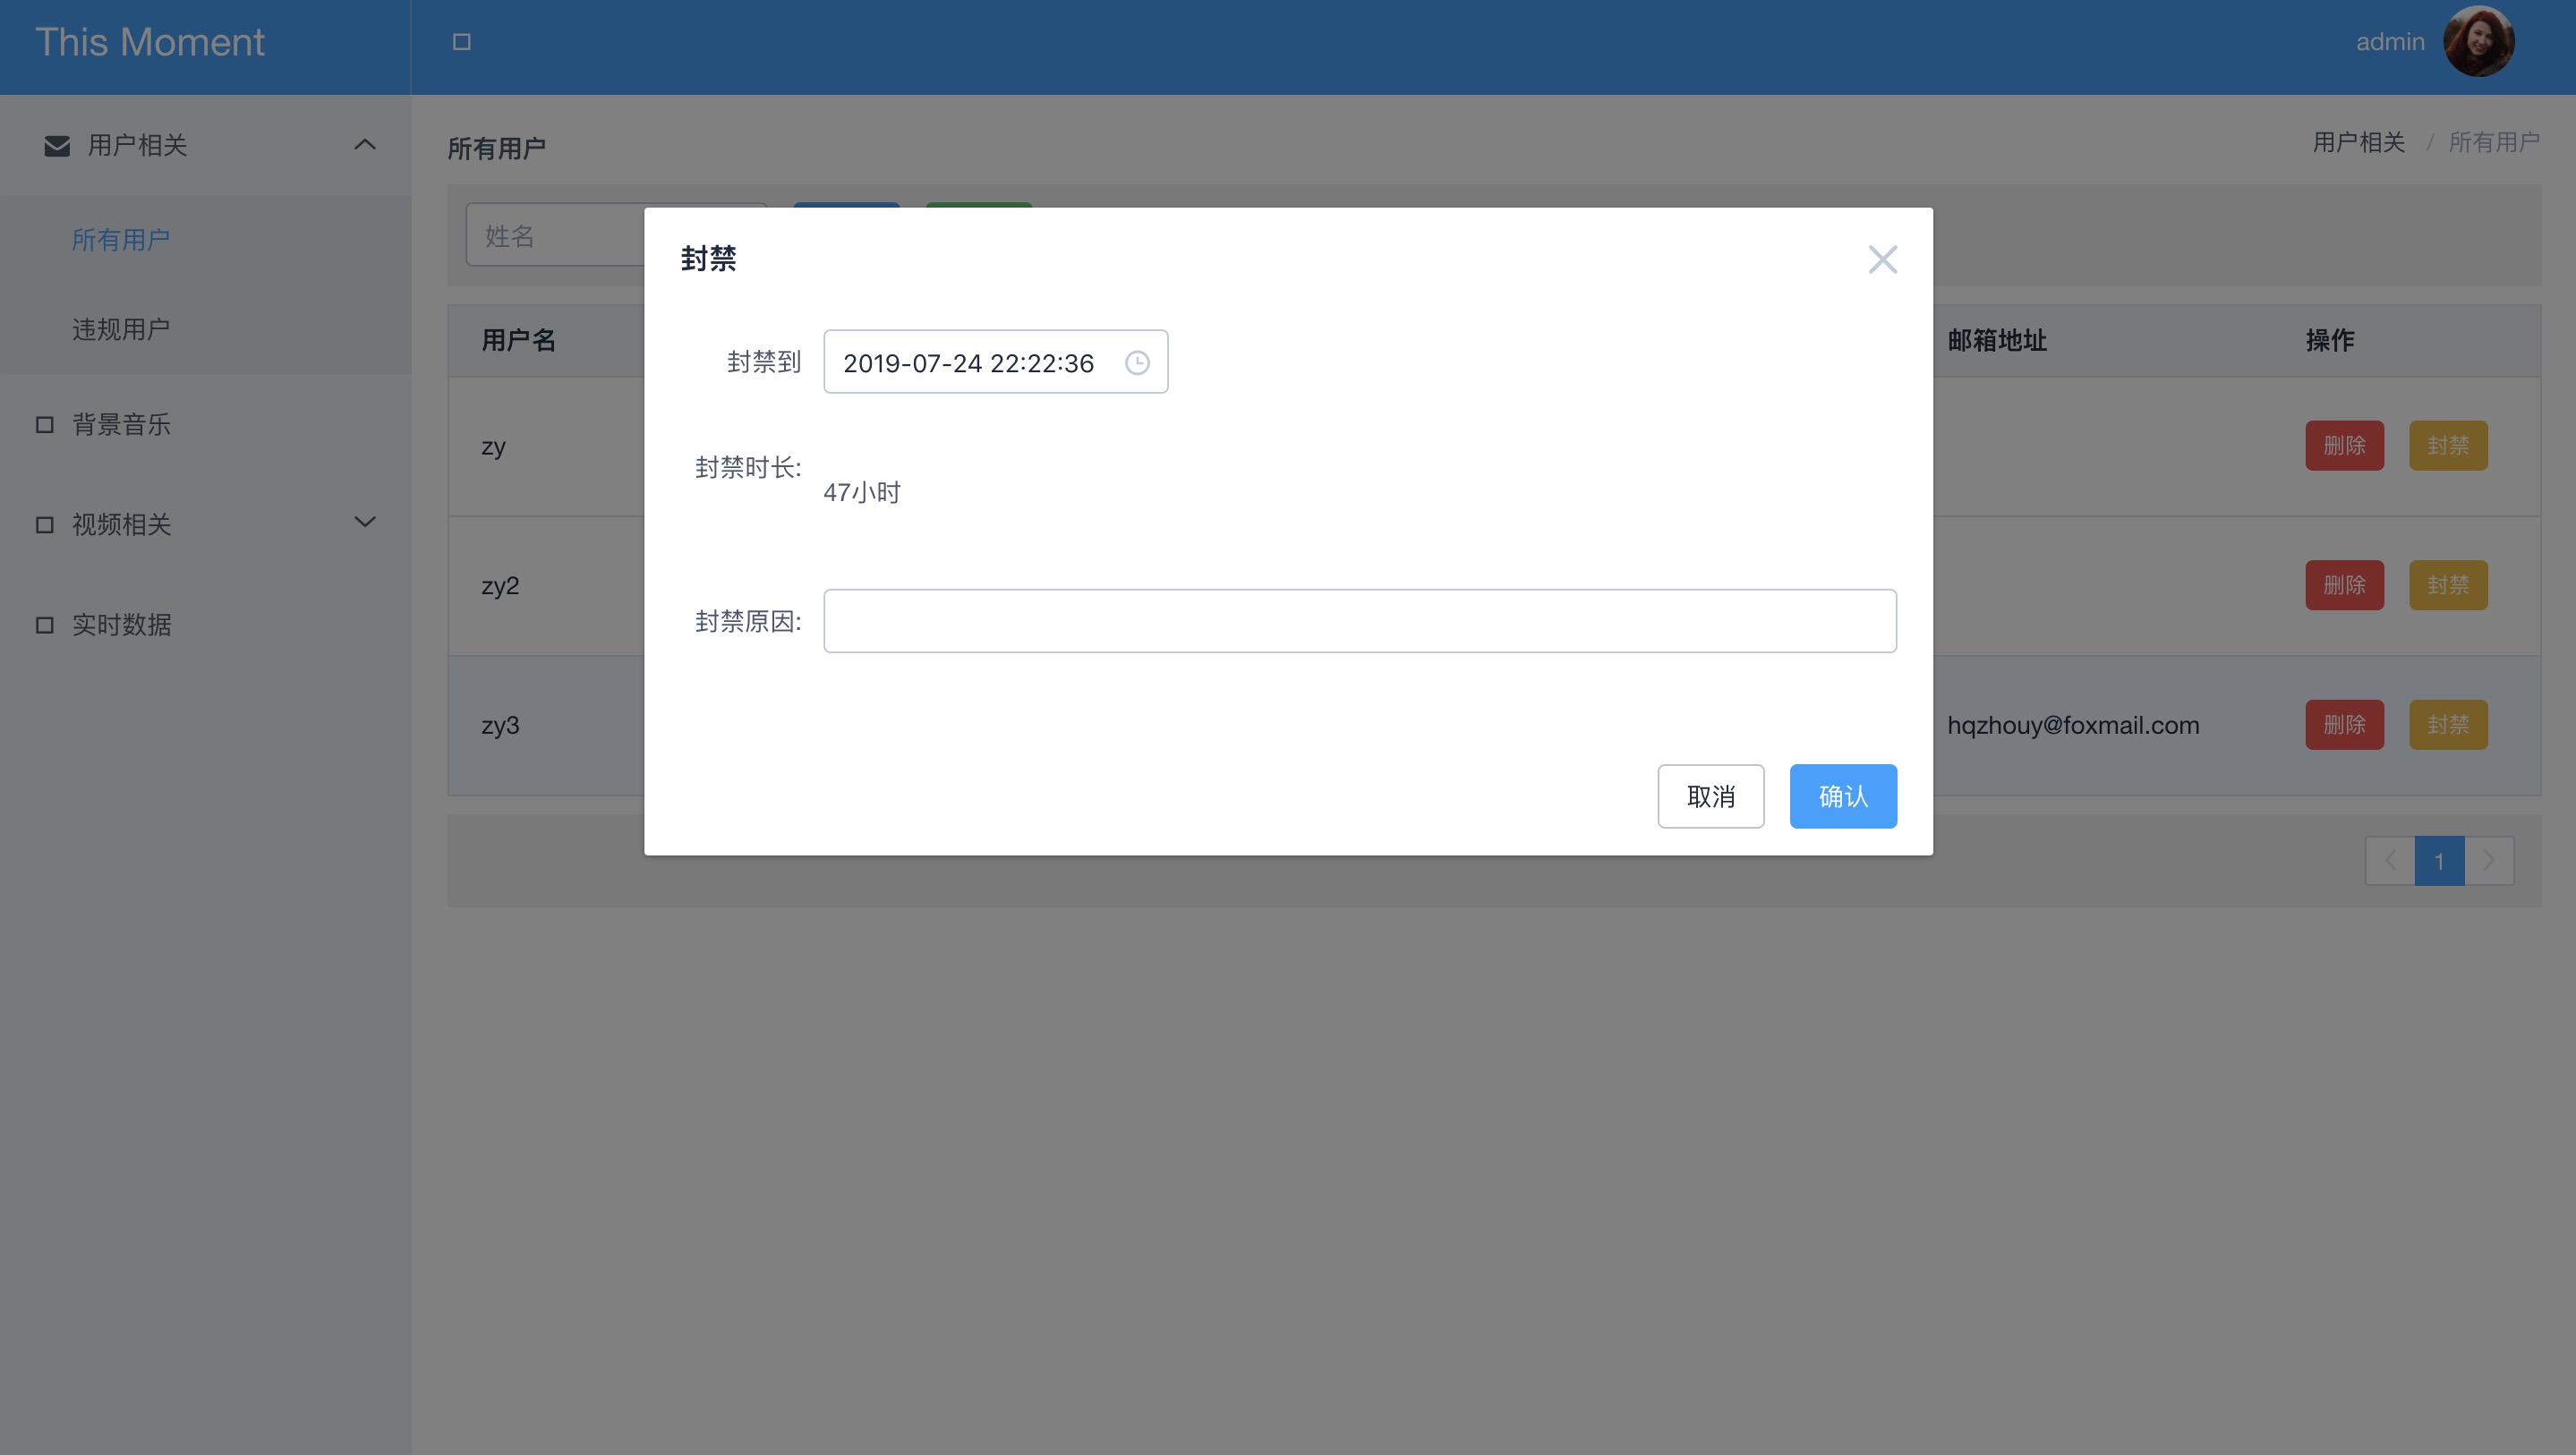 This Moment
admin
用户相关
所有用户
违规用户
背景音乐
视频相关
实时数据
所有用户
用户相关 / 所有用户
姓名
用户名
邮箱地址
操作
zy
删除
封禁
zy2
删除
封禁
zy3
hqzhouy@foxmail.com
删除
封禁
1
封禁
封禁到
2019-07-24 22:22:36
封禁时长:
47小时
封禁原因:
取消
确认